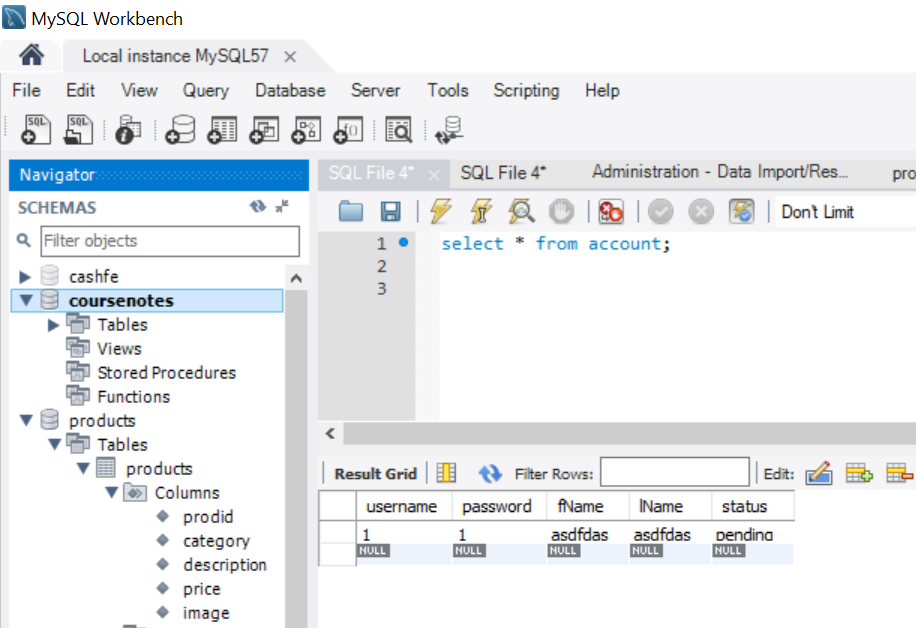 MySQL Workbench
Local instance MySQL57
File Edit View Query Database Server Tools Scripting Help
SQL SQL
Navigator
SCHEMAS
Filter objects
cashfe
coursenotes
Tables
Views
Stored Procedures
Functions
products
Tables
products
Columns
prodid
category
description
price
image
SQL File 4* SQL File 4* Administration - Data Import/Res... pro
Don't Limit
1 select * from account;
2
3
Result Grid Filter Rows: Edit:
username password fName lName status
1 1 asdfdas asdfdas pending
NULL NULL NULL NULL NULL